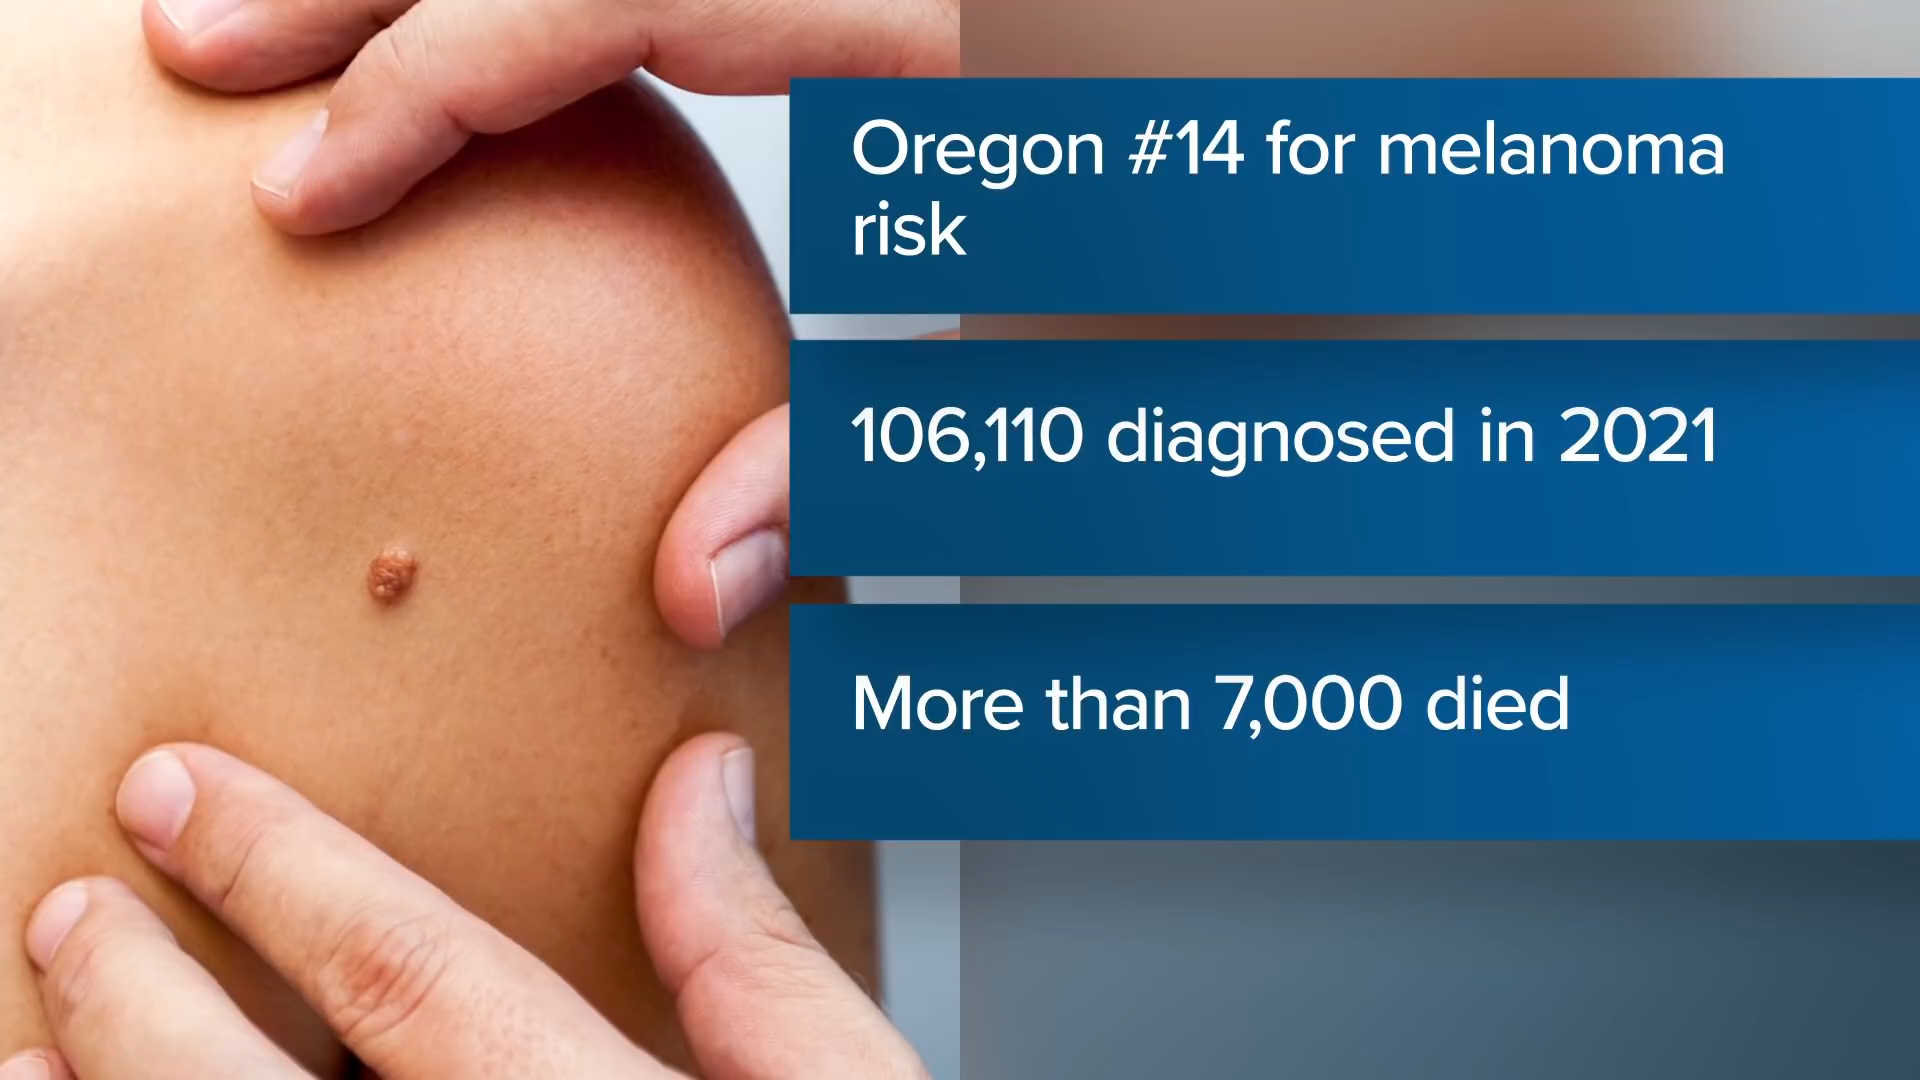 Oregon #14 for melanoma
risk
106,110 diagnosed in 2021
More than 7,000 died